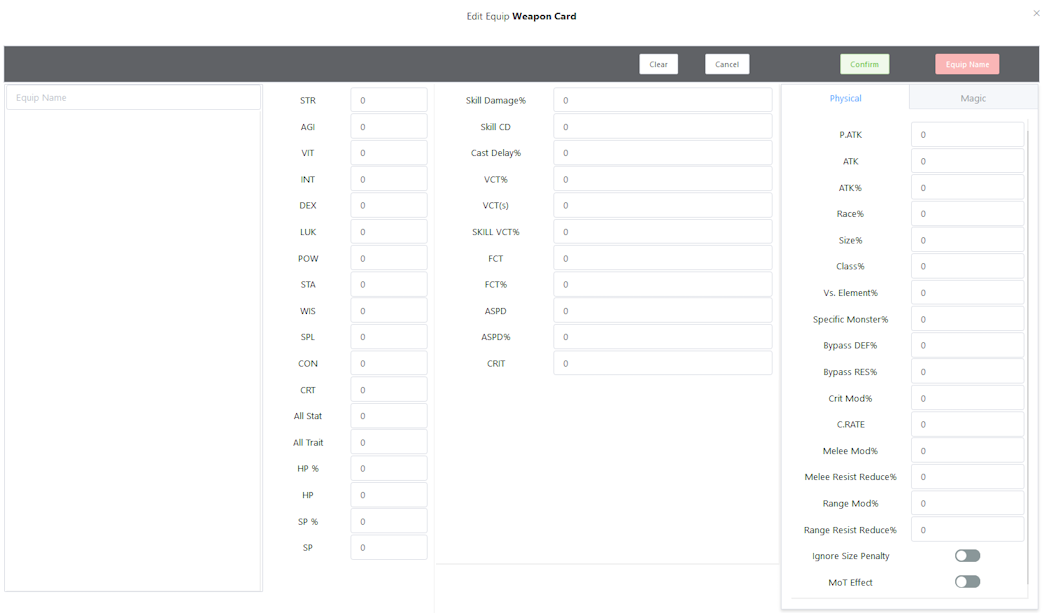 Edit Equip Weapon Card
×
Clear
Cancel
Confirm
Equip Name
Equip Name
STR 0
AGI 0
VIT 0
INT 0
DEX 0
LUK 0
POW 0
STA 0
WIS 0
SPL 0
CON 0
CRT 0
All Stat 0
All Trait 0
HP % 0
HP 0
SP % 0
SP 0
Skill Damage% 0
Skill CD 0
Cast Delay% 0
VCT% 0
VCT(s) 0
SKILL VCT% 0
FCT 0
FCT% 0
ASPD 0
ASPD% 0
CRIT 0
Physical
Magic
P.ATK 0
ATK 0
ATK% 0
Race% 0
Size% 0
Class% 0
Vs. Element% 0
Specific Monster% 0
Bypass DEF% 0
Bypass RES% 0
Crit Mod% 0
C.RATE 0
Melee Mod% 0
Melee Resist Reduce% 0
Range Mod% 0
Range Resist Reduce% 0
Ignore Size Penalty
MoT Effect